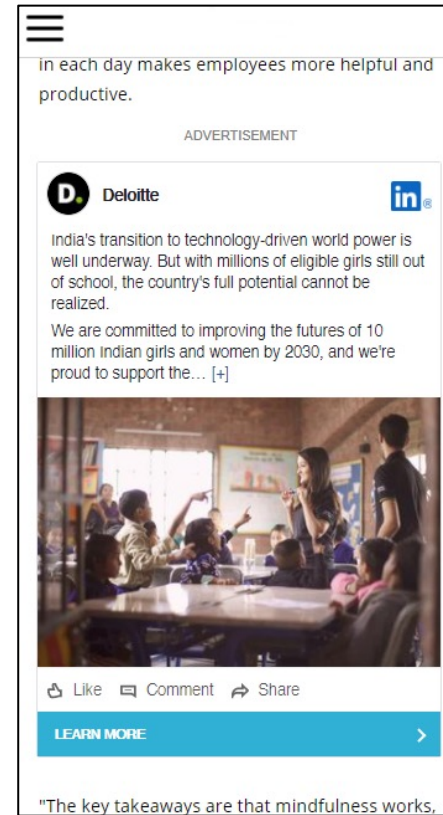 in each day makes employees more helpful and
productive.
ADVERTISEMENT
D.
Deloitte
in®
India's transition to technology-driven world power is
well underway. But with millions of eligible girls still out
of school, the country's full potential cannot be
realized.
We are committed to improving the futures of 10
million Indian girls and women by 2030, and we're
proud to support the… [+]
Like Comment Share
LEARN MORE
"The key takeaways are that mindfulness works,